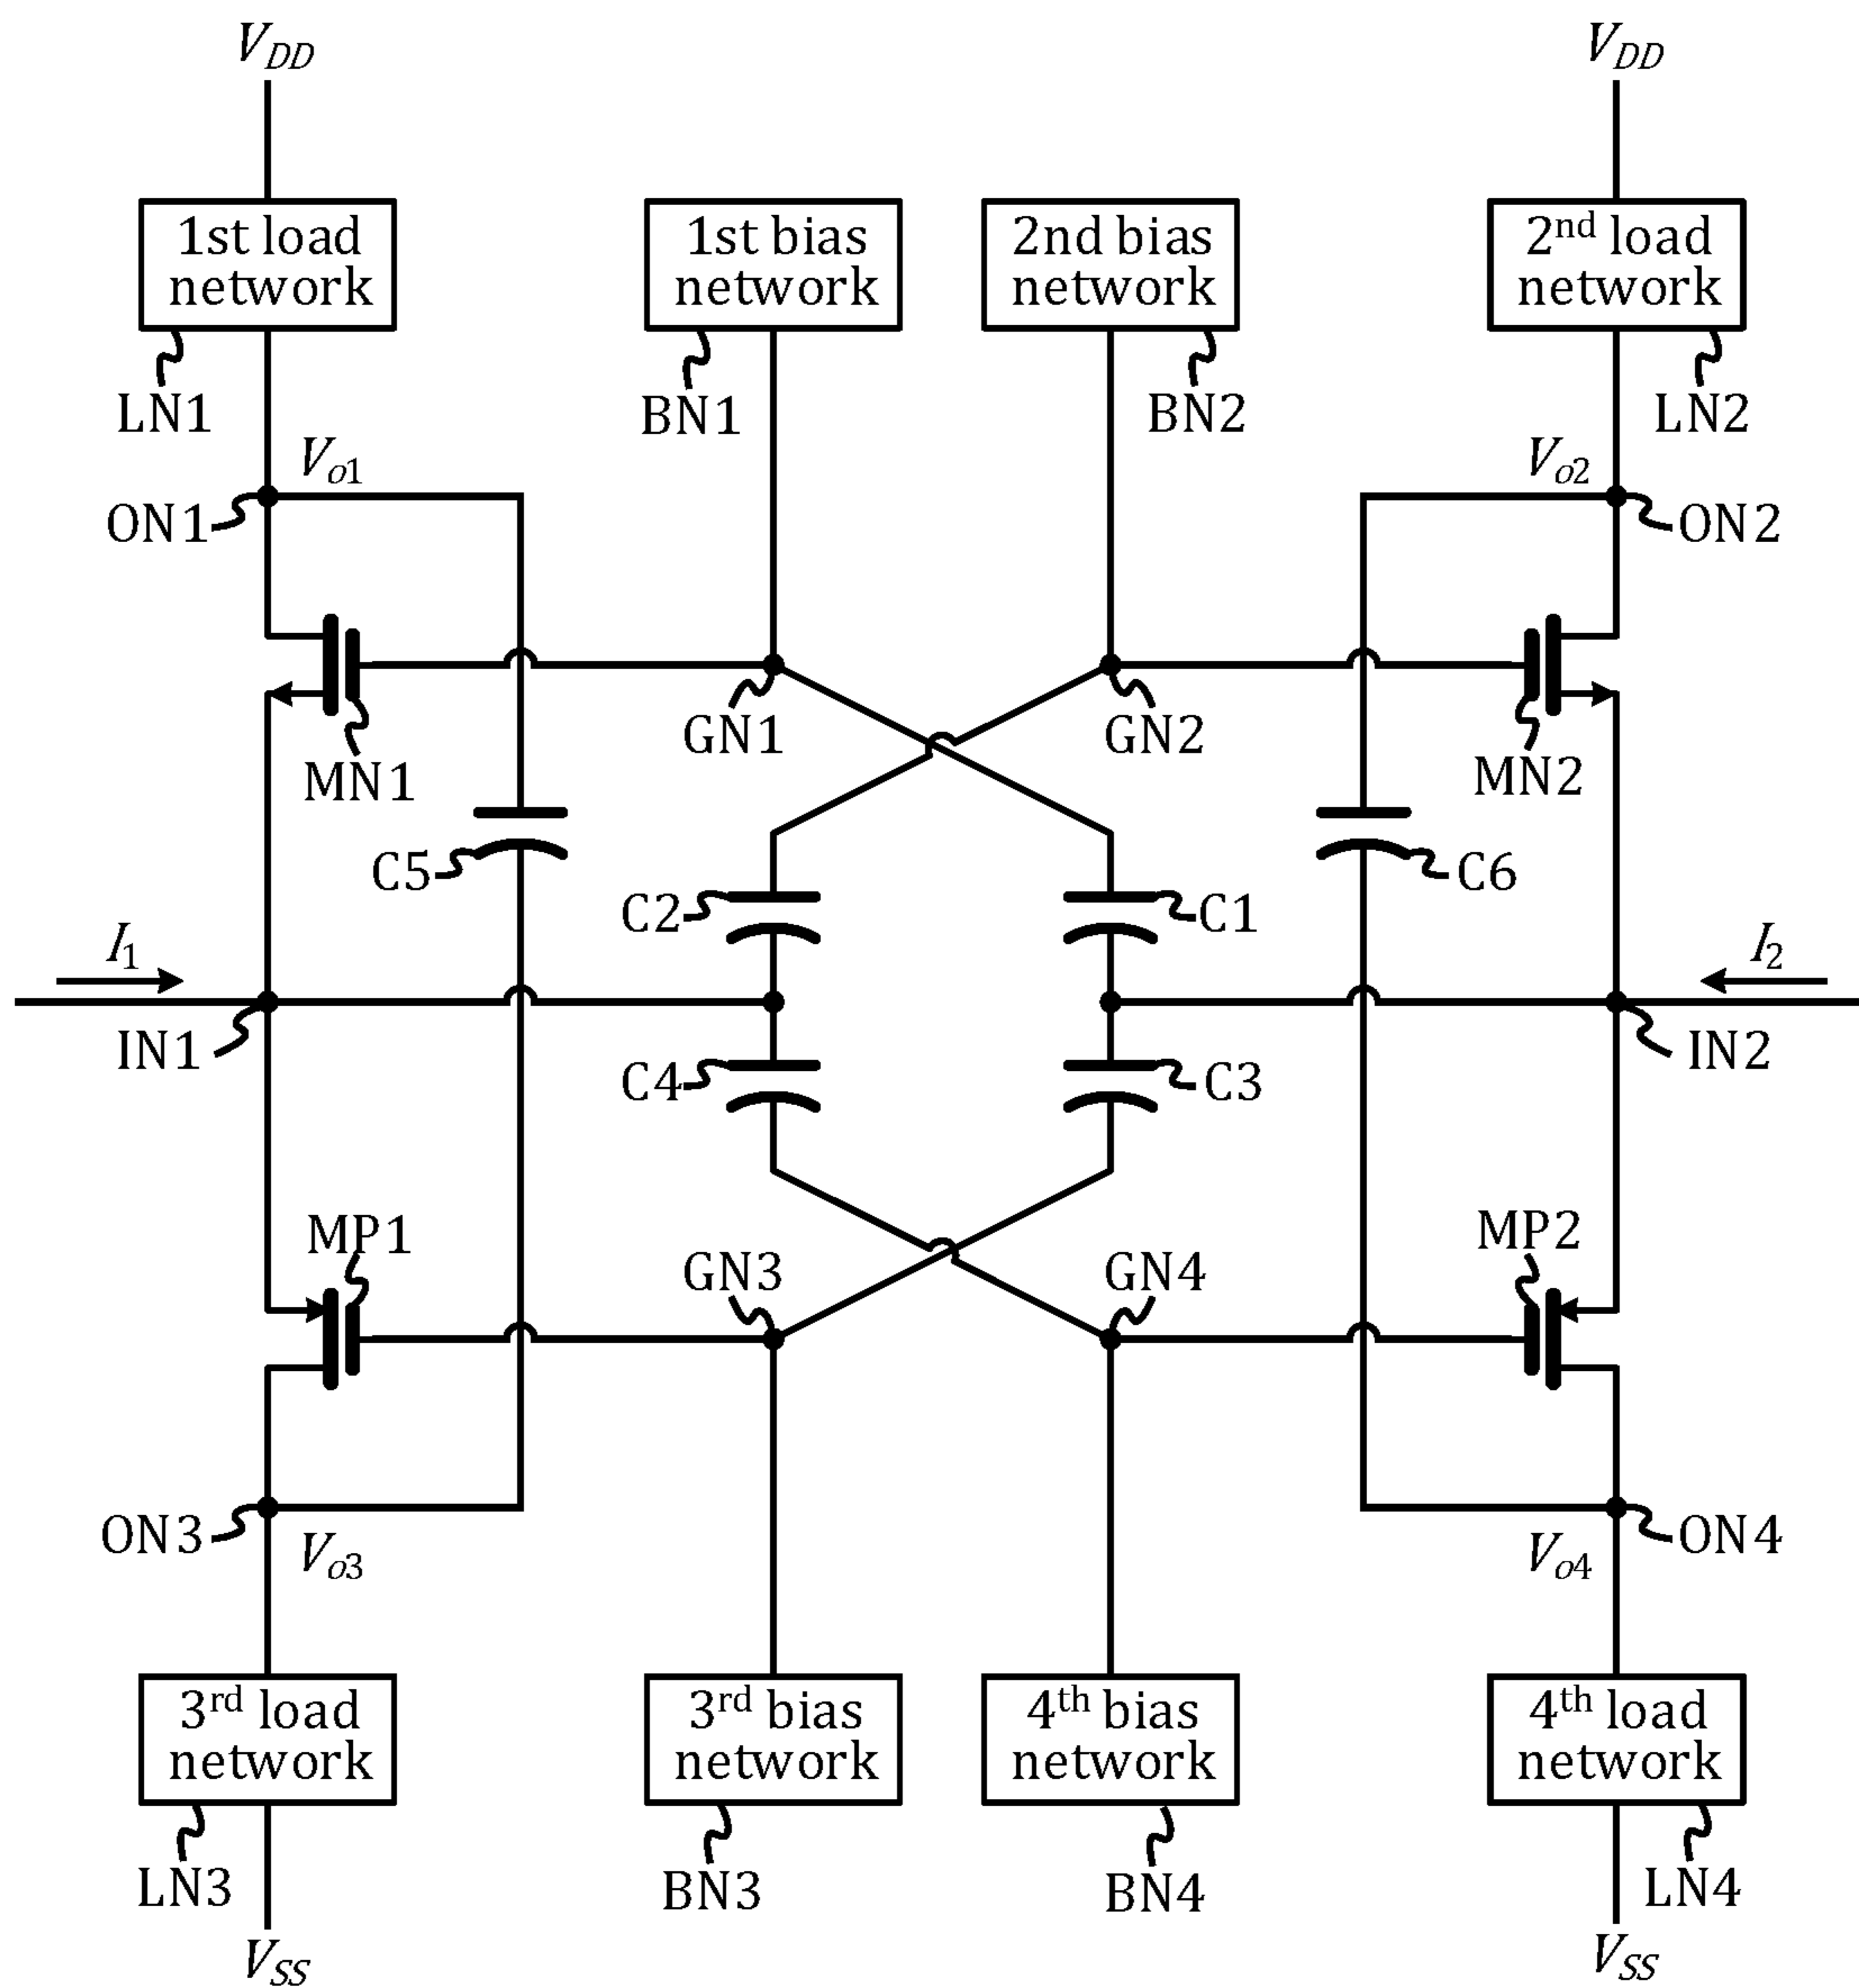 VDD
VDD
1st load
network
1st bias
network
2nd bias
network
2nd load
network
LN1
BN1
BN2
LN2
Vo1
Vo2
ON1
ON2
GN1
GN2
MN1
MN2
C5
C6
C2
C1
I1
I2
IN1
IN2
C4
C3
MP1
MP2
GN3
GN4
ON3
ON4
Vo3
Vo4
3rd load
network
3rd bias
network
4th bias
network
4th load
network
LN3
BN3
BN4
LN4
VSS
VSS